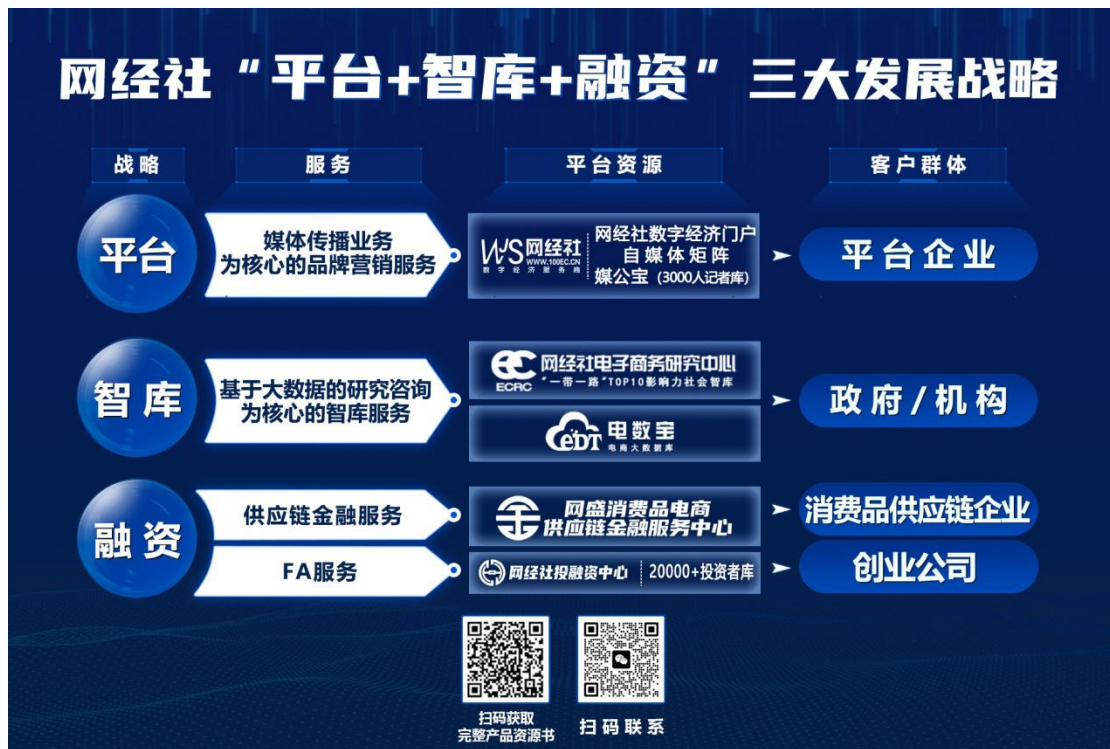 网经社“平台+智库+融资”三大发展战略
战略
服务
平台资源
客户群体
平台
媒体传播业务
为核心的品牌营销服务
网经社
WWW.100EC.CN
数字经济服务商
网经社数字经济门户
自媒体矩阵
媒公宝（3000人记者库）
平台企业
智库
基于大数据的研究咨询
为核心的智库服务
ECRC
网经社电子商务研究中心
“一带一路”TOP10影响力社会智库
eDT
电数宝
电商大数据库
政府/机构
融资
供应链金融服务
网盛消费品电商
供应链金融服务中心
消费品供应链企业
FA服务
网经社投融资中心
20000+投资者库
创业公司
扫码获取
完整产品资源书
扫码联系